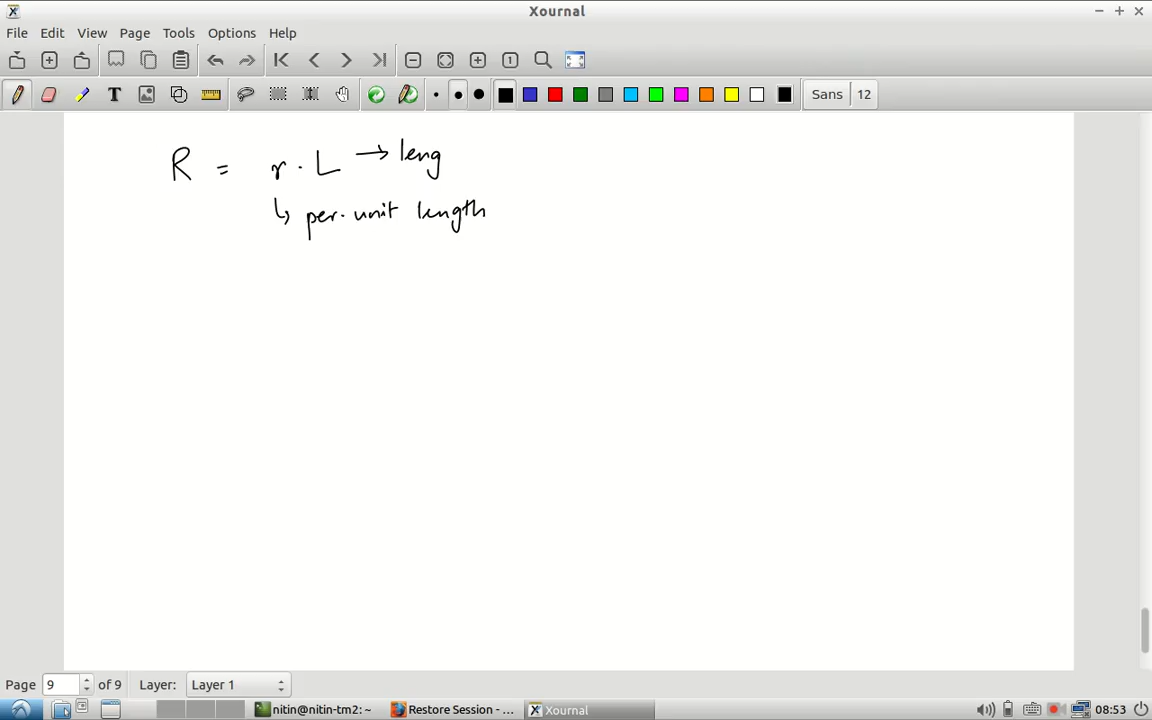 Xournal
File Edit View Page Tools Options Help
Sans 12
R = r · L → leng
↳ per-unit length
Page 9 of 9 Layer: Layer 1
nitin@nitin-tm2: ~ Restore Session - ... Xournal 08:53